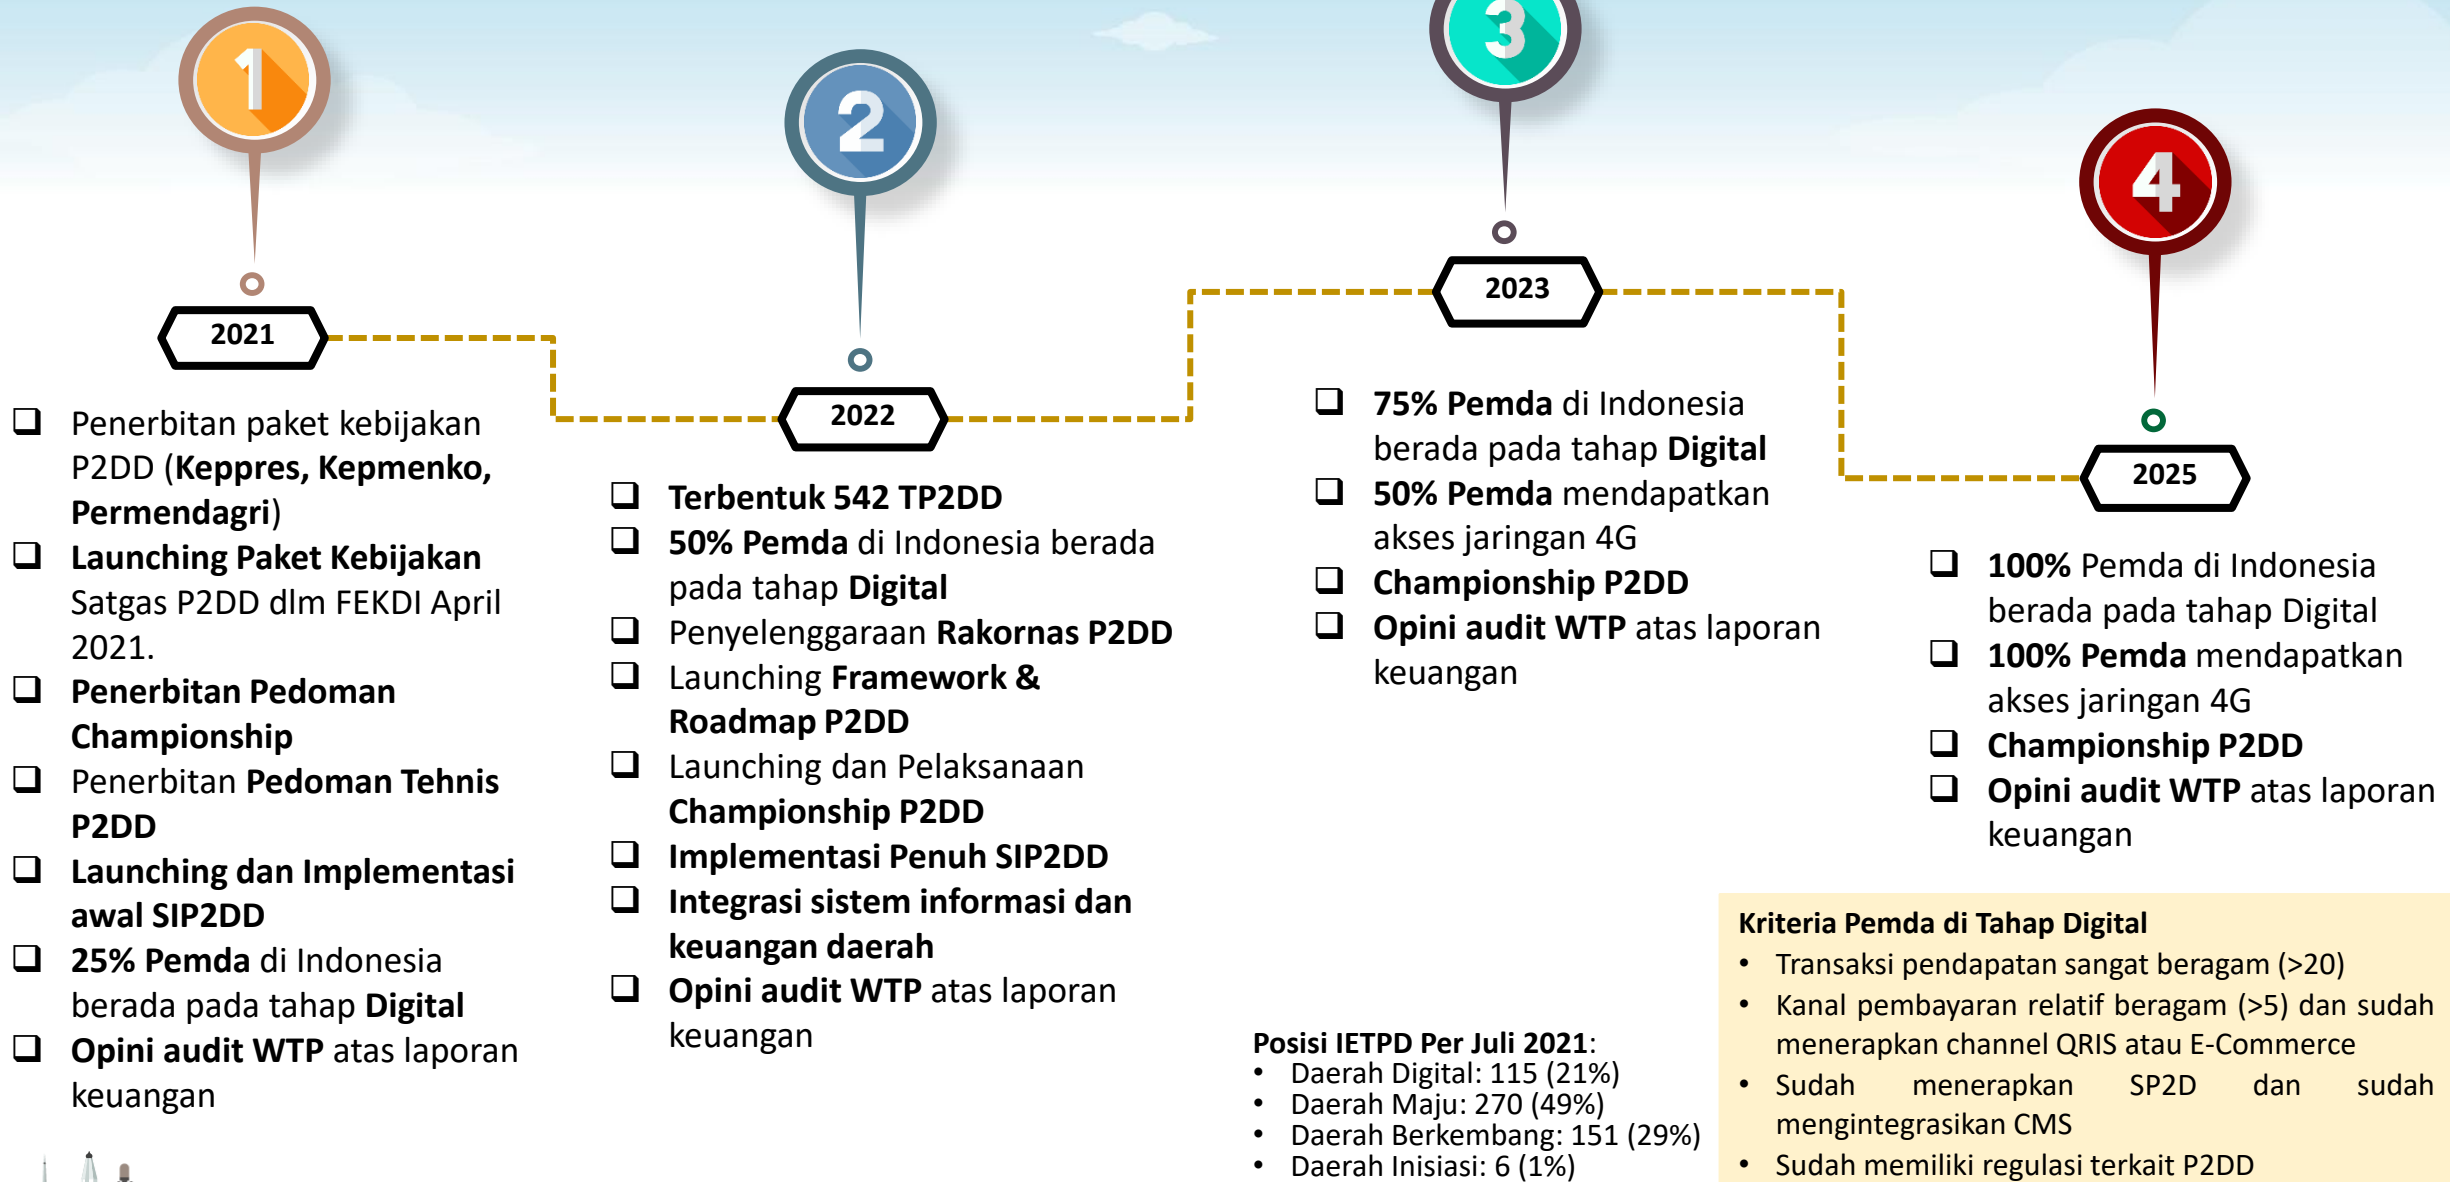 1
2021
Penerbitan paket kebijakan
P2DD (Keppres, Kepmenko,
Permendagri)
Launching Paket Kebijakan
Satgas P2DD dlm FEKDI April
2021.
Penerbitan Pedoman
Championship
Penerbitan Pedoman Tehnis
P2DD
Launching dan Implementasi
awal SIP2DD
25% Pemda di Indonesia
berada pada tahap Digital
Opini audit WTP atas laporan
keuangan
2
2022
Terbentuk 542 TP2DD
50% Pemda di Indonesia berada
pada tahap Digital
Penyelenggaraan Rakornas P2DD
Launching Framework &
Roadmap P2DD
Launching dan Pelaksanaan
Championship P2DD
Implementasi Penuh SIP2DD
Integrasi sistem informasi dan
keuangan daerah
Opini audit WTP atas laporan
keuangan
3
2023
75% Pemda di Indonesia
berada pada tahap Digital
50% Pemda mendapatkan
akses jaringan 4G
Championship P2DD
Opini audit WTP atas laporan
keuangan
4
2025
100% Pemda di Indonesia
berada pada tahap Digital
100% Pemda mendapatkan
akses jaringan 4G
Championship P2DD
Opini audit WTP atas laporan
keuangan
Posisi IETPD Per Juli 2021:
• Daerah Digital: 115 (21%)
• Daerah Maju: 270 (49%)
• Daerah Berkembang: 151 (29%)
• Daerah Inisiasi: 6 (1%)
Kriteria Pemda di Tahap Digital
• Transaksi pendapatan sangat beragam (>20)
• Kanal pembayaran relatif beragam (>5) dan sudah
menerapkan channel QRIS atau E-Commerce
• Sudah menerapkan SP2D dan sudah
mengintegrasikan CMS
• Sudah memiliki regulasi terkait P2DD